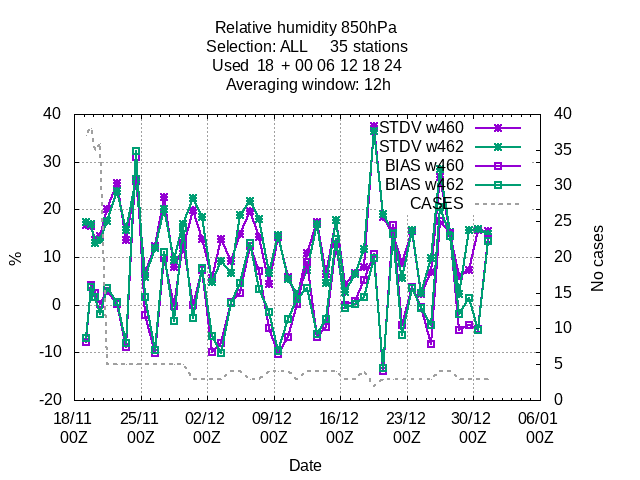 Relative humidity 850hPa
Selection: ALL 35 stations
Used 18 + 00 06 12 18 24
Averaging window: 12h
STDV w460
STDV w462
BIAS w460
BIAS w462
CASES
%
40
30
20
10
0
-10
-20
No cases
40
35
30
25
20
15
10
5
0
18/11 25/11 02/12 09/12 16/12 23/12 30/12 06/01
00Z 00Z 00Z 00Z 00Z 00Z 00Z 00Z
Date